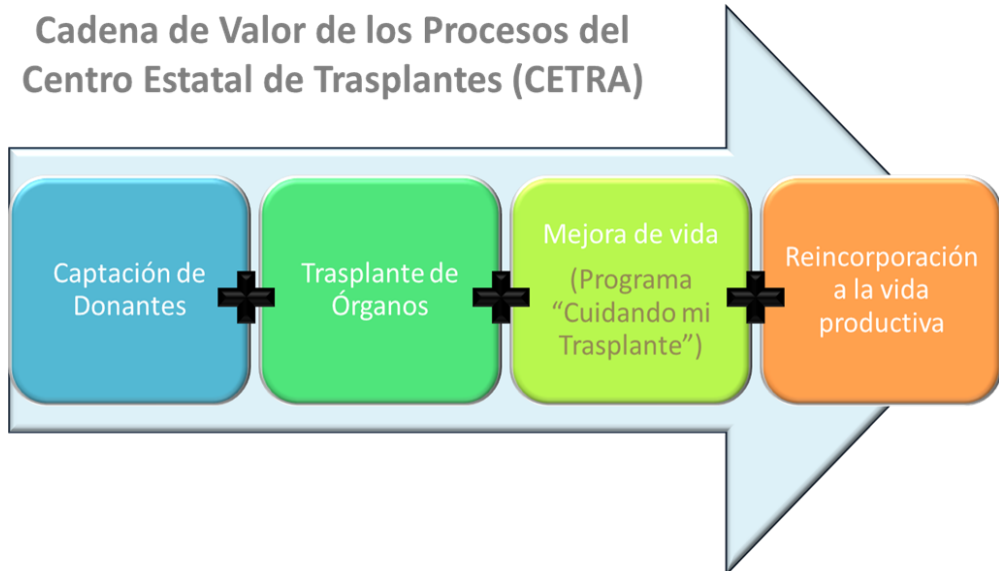 Cadena de Valor de los Procesos del
Centro Estatal de Trasplantes (CETRA)
Captación de
Donantes
Trasplante de
Órganos
Mejora de vida
(Programa
“Cuidando mi
Trasplante”)
Reincorporación
a la vida
productiva